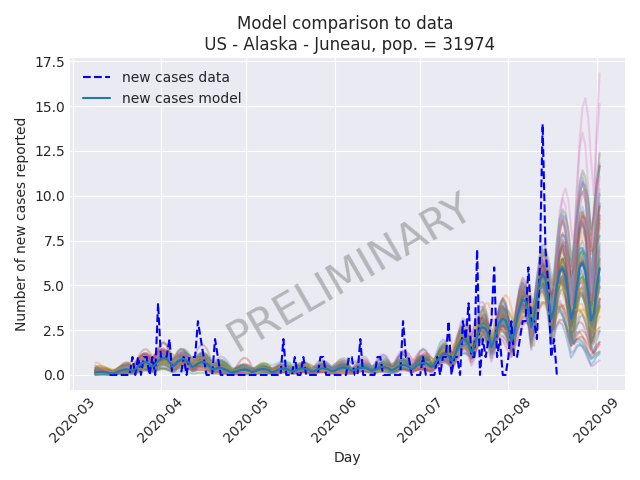 Model comparison to data
US - Alaska - Juneau, pop. = 31974
new cases data
new cases model
17.5
15.0
12.5
10.0
7.5
5.0
2.5
0.0
Number of new cases reported
PRELIMINARY
2020-03
2020-04
2020-05
2020-06
2020-07
2020-08
2020-09
Day